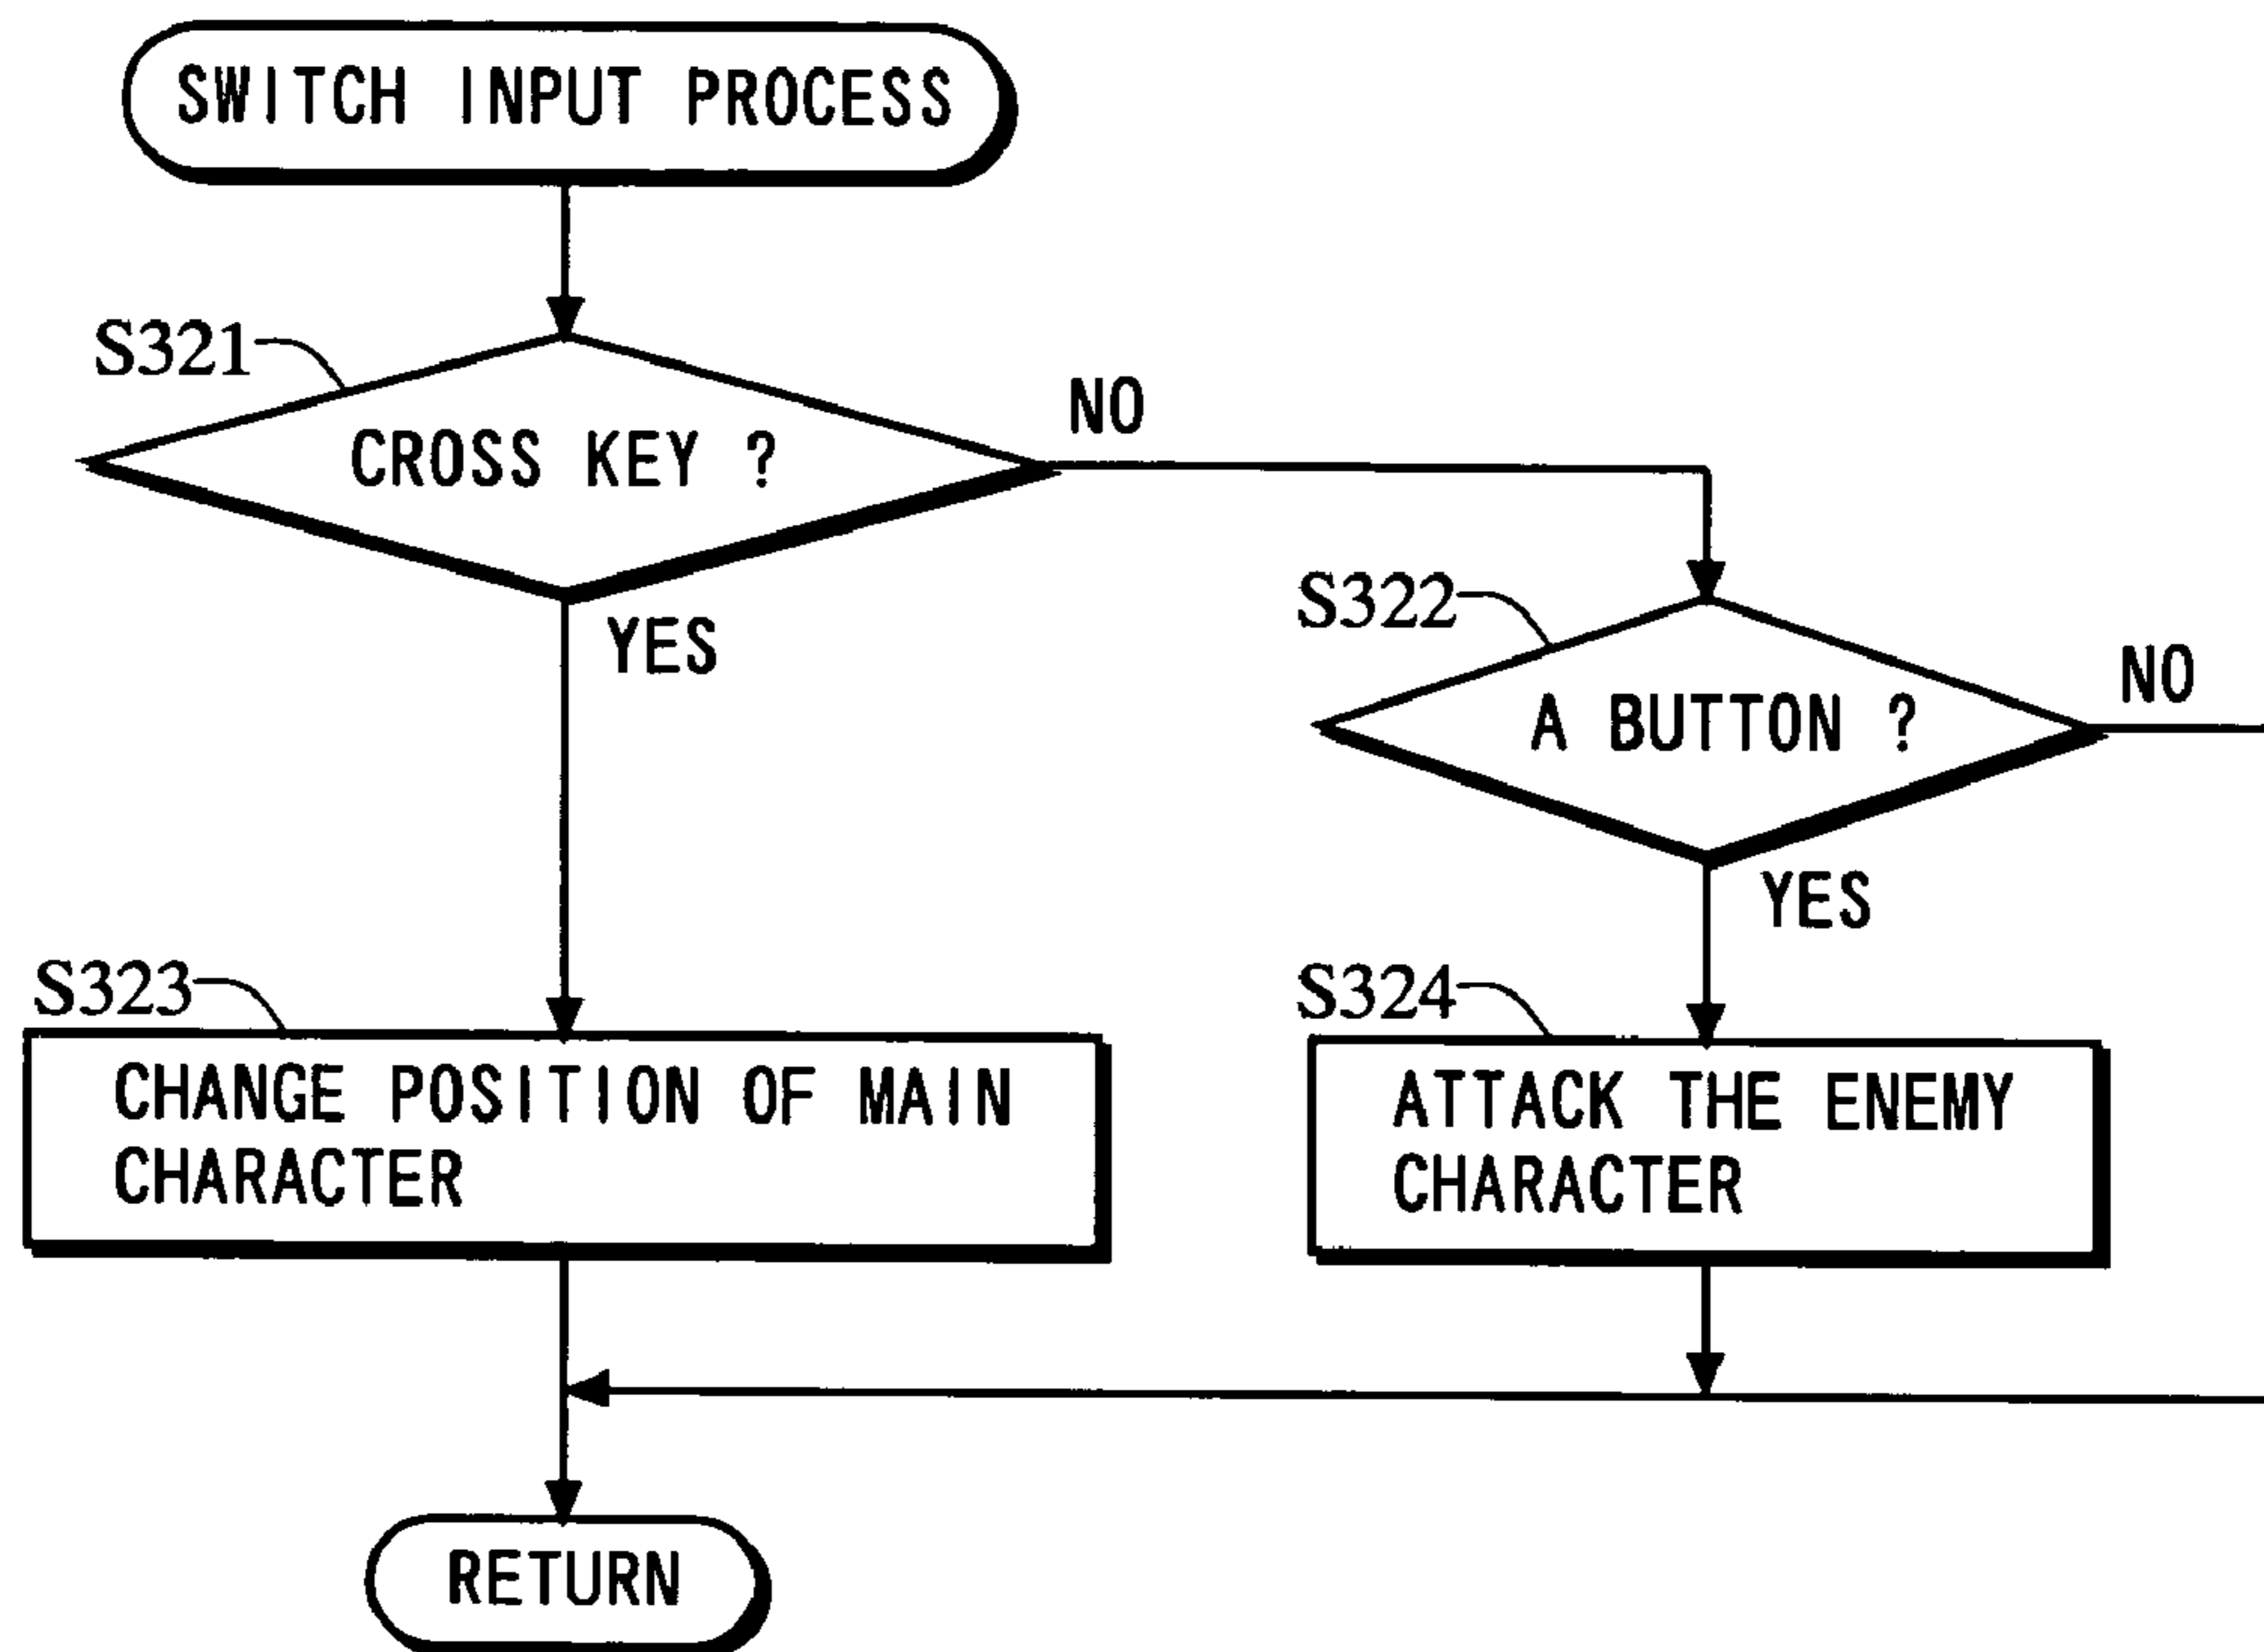 SWITCH INPUT PROCESS
S321
CROSS KEY ?
NO
YES
S322
A BUTTON ?
NO
YES
S323
CHANGE POSITION OF MAIN
CHARACTER
S324
ATTACK THE ENEMY
CHARACTER
RETURN